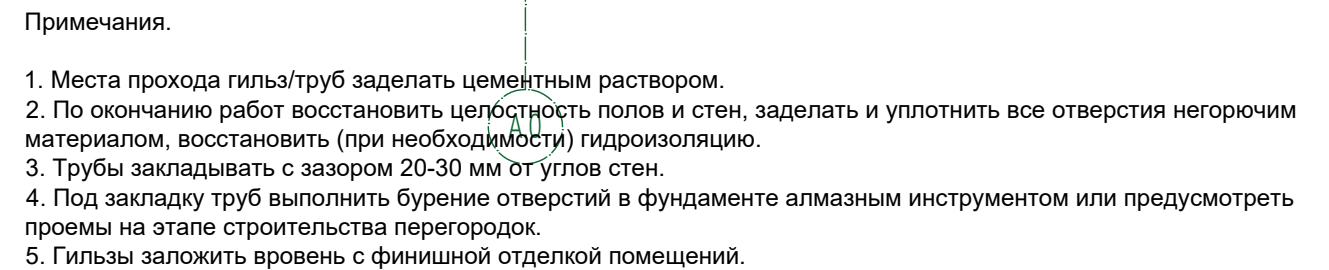 Примечания.
1. Места прохода гильз/труб заделать цементным раствором.
2. По окончанию работ восстановить целостность полов и стен, заделать и уплотнить все отверстия негорючим
материалом, восстановить (при необходимости) гидроизоляцию.
3. Трубы закладывать с зазором 20-30 мм от углов стен.
4. Под закладку труб выполнить бурение отверстий в фундаменте алмазным инструментом или предусмотреть
проемы на этапе строительства перегородок.
5. Гильзы заложить вровень с финишной отделкой помещений.
А.0